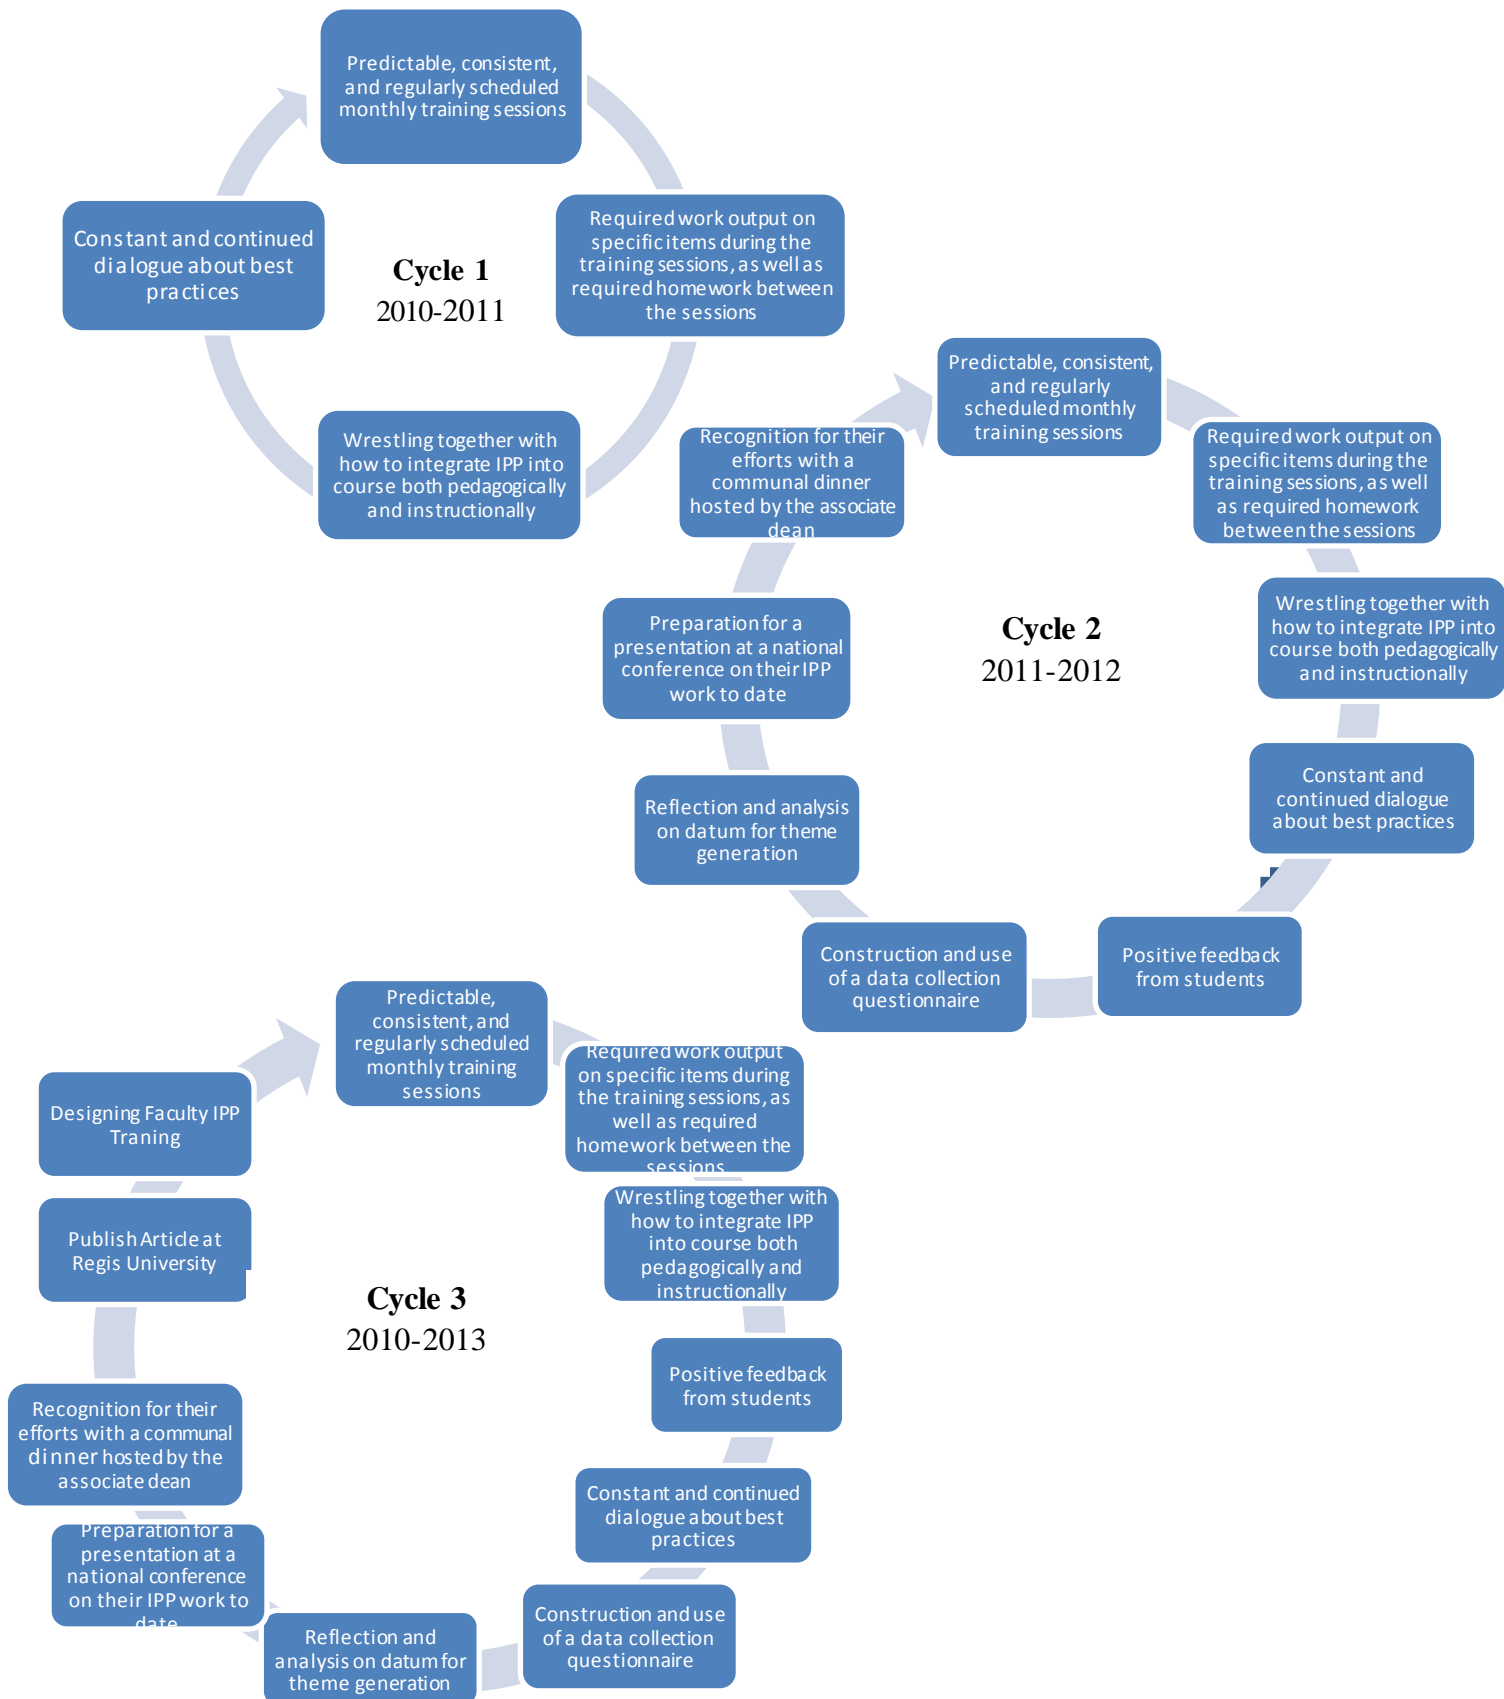 Predictable, consistent,
and regularly scheduled
monthly training sessions
Required work output on
specific items during the
training sessions, as well as
required homework between
the sessions
Wrestling together with
how to integrate IPP into
course both pedagogically
and instructionally
Constant and continued
dialogue about best
practices
Cycle 1
2010-2011
Predictable, consistent,
and regularly
scheduled monthly
training sessions
Required work output on
specific items during the
training sessions, as well
as required homework
between the sessions
Wrestling together with
how to integrate IPP into
course both pedagogically
and instructionally
Constant and
continued dialogue
about best practices
Positive feedback
from students
Construction and use
of a data collection
questionnaire
Reflection and analysis
on datum for theme
generation
Preparation for a
presentation at a national
conference on their IPP
work to date
Recognition for their
efforts with a
communal dinner
hosted by the associate
dean
Cycle 2
2011-2012
Predictable,
consistent, and
regularly scheduled
monthly training
sessions
Required work output
on specific items during
the training sessions, as
well as required
homework between the
sessions
Wrestling together with
how to integrate IPP
into course both
pedagogically and
instructionally
Positive feedback
from students
Constant and continued
dialogue about best
practices
Construction and use
of a data collection
questionnaire
Reflection and
analysis on datum for
theme generation
Preparation for a
presentation at a
national conference
on their IPP work to
date
Recognition for their
efforts with a communal
dinner hosted by the
associate dean
Publish Article at
Regis University
Designing Faculty IPP
Traning
Cycle 3
2010-2013